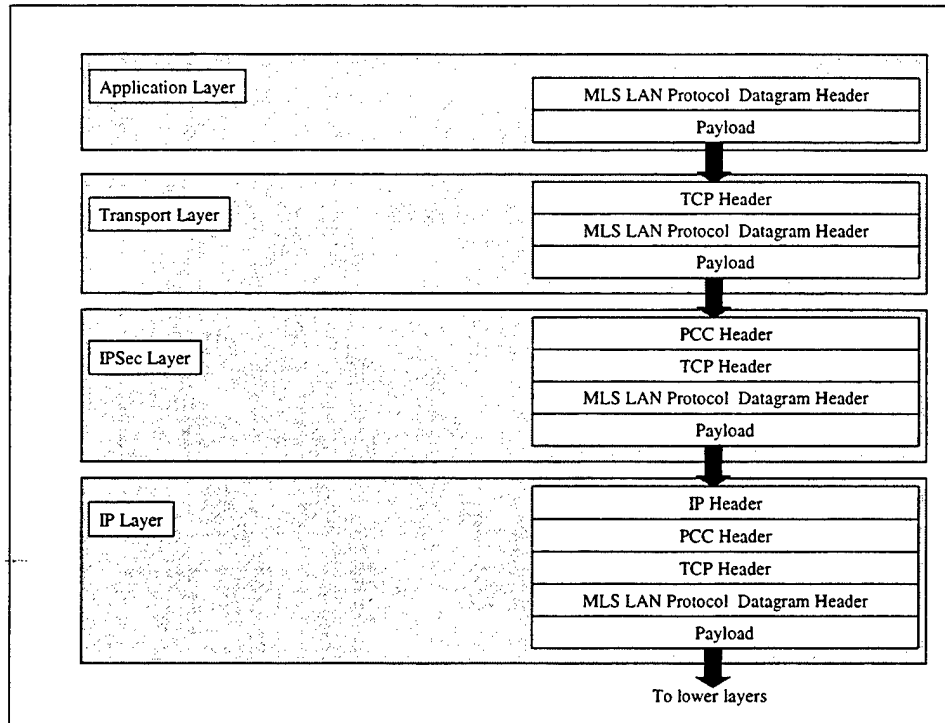 Application Layer
MLS LAN Protocol Datagram Header
Payload
Transport Layer
TCP Header
MLS LAN Protocol Datagram Header
Payload
IPSec Layer
PCC Header
TCP Header
MLS LAN Protocol Datagram Header
Payload
IP Layer
IP Header
PCC Header
TCP Header
MLS LAN Protocol Datagram Header
Payload
To lower layers